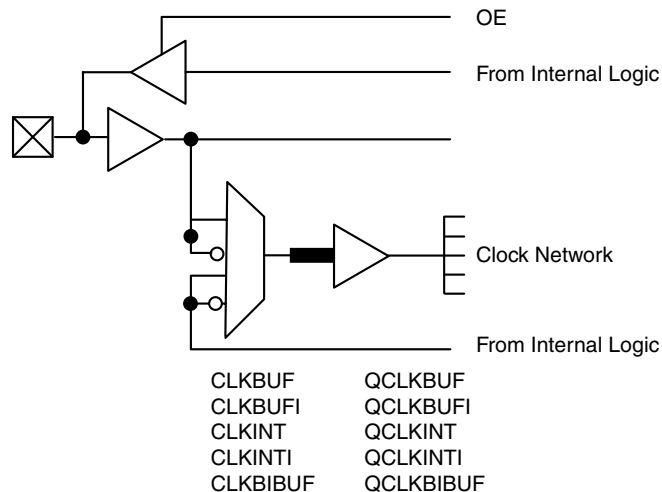 OE
From Internal Logic
Clock Network
From Internal Logic
CLKBUF QCLKBUF
CLKBUFI QCLKBUFI
CLKINT QCLKINT
CLKINTI QCLKINTI
CLKBIBUF QCLKBIBUF